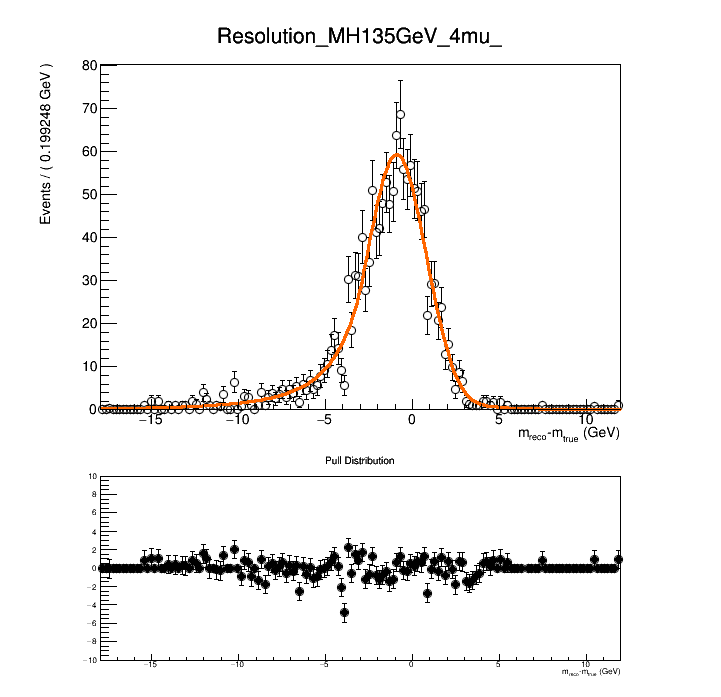 Resolution_MH135GeV_4mu_
Events / ( 0.199248 GeV )
80
70
60
50
40
30
20
10
0
−15 −10 −5 0 5 10
m_reco-m_true (GeV)
Pull Distribution
10
8
6
4
2
0
−2
−4
−6
−8
−10
−15 −10 −5 0 5 10
m_reco-m_true (GeV)